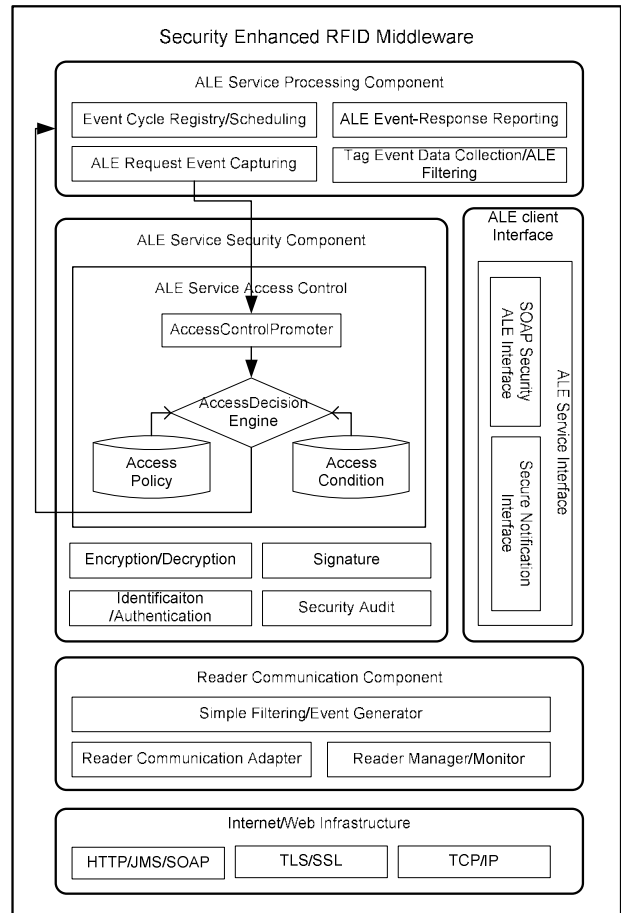 Security Enhanced RFID Middleware
ALE Service Processing Component
Event Cycle Registry/Scheduling
ALE Event-Response Reporting
ALE Request Event Capturing
Tag Event Data Collection/ALE
Filtering
ALE Service Security Component
ALE Service Access Control
AccessControlPromoter
AccessDecision
Engine
Access
Policy
Access
Condition
Encryption/Decryption
Signature
Identificaiton
/Authentication
Security Audit
ALE client
Interface
SOAP Security
ALE Interface
Secure Notification
Interface
ALE Service Interface
Reader Communication Component
Simple Filtering/Event Generator
Reader Communication Adapter
Reader Manager/Monitor
Internet/Web Infrastructure
HTTP/JMS/SOAP
TLS/SSL
TCP/IP